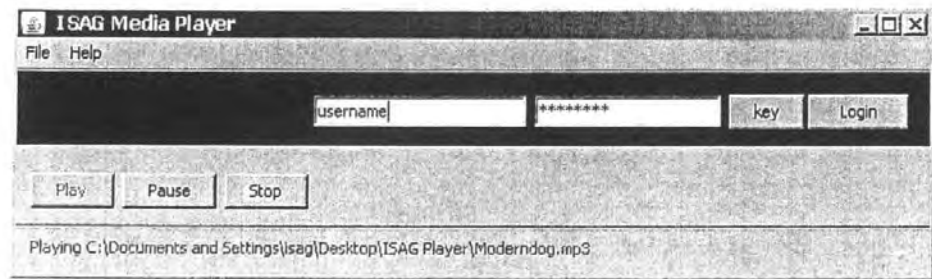 ISAG Media Player
File Help
username ******** key Login
Play Pause Stop
Playing C:\Documents and Settings\isag\Desktop\ISAG Player\Moderndog.mp3